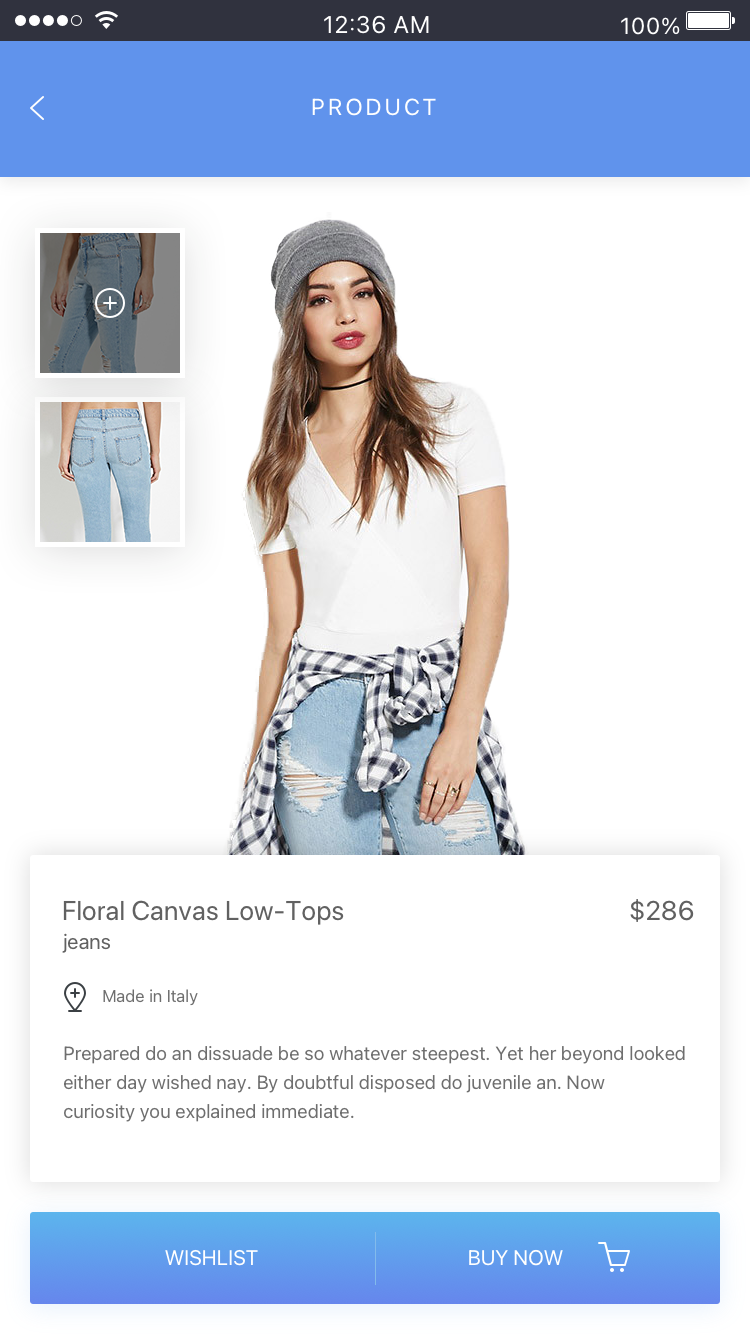 12:36 AM
100%
PRODUCT
Floral Canvas Low-Tops
$286
jeans
Made in Italy
Prepared do an dissuade be so whatever steepest. Yet her beyond looked
either day wished nay. By doubtful disposed do juvenile an. Now
curiosity you explained immediate.
WISHLIST
BUY NOW